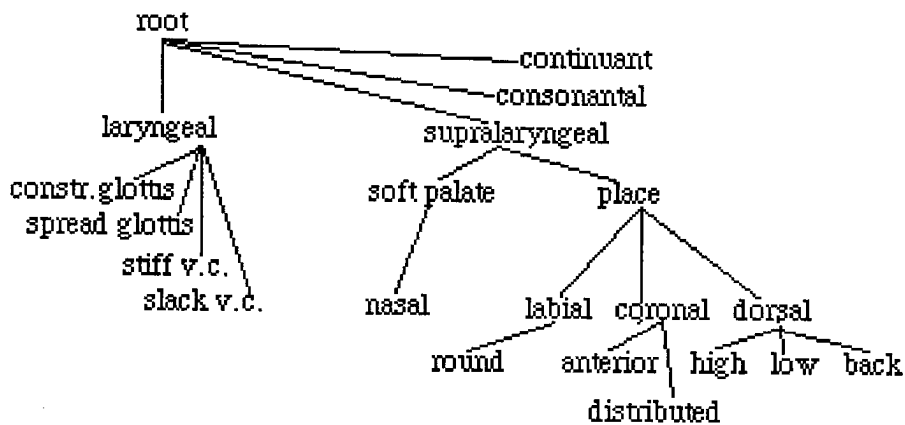 root
continuant
consonantal
laryngeal
supralaryngeal
constr.glottis
soft palate
place
spread glottis
stiff v.c.
slack v.c.
nasal
labial
coronal
dorsal
round
anterior
high
low
back
distributed